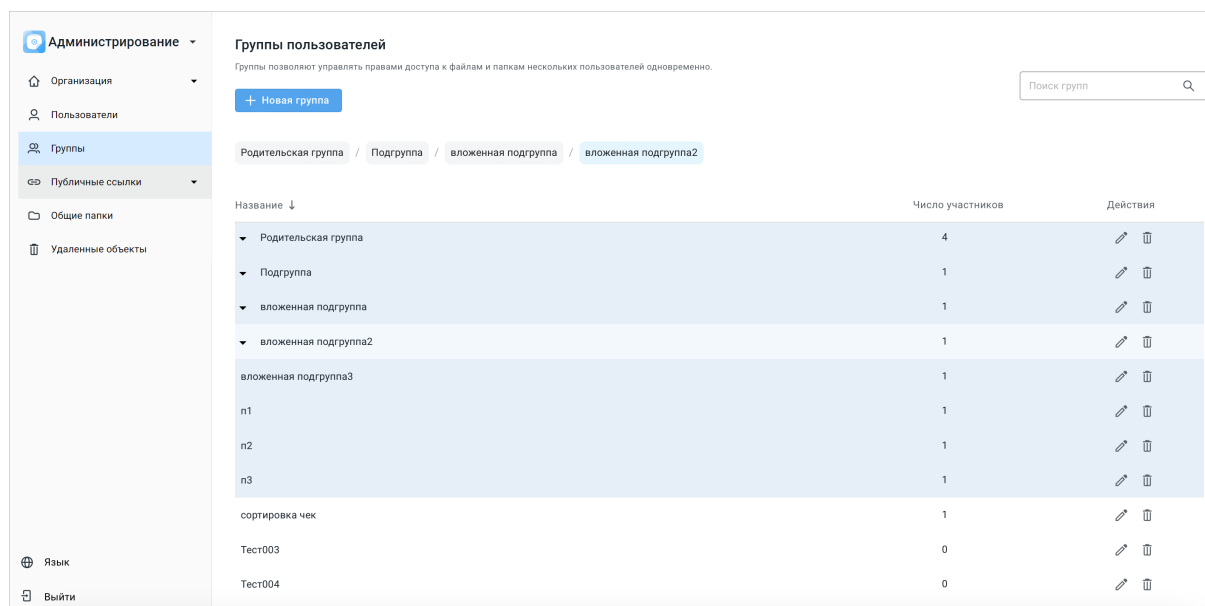 Администрирование
Организация
Пользователи
Группы
Публичные ссылки
Общие папки
Удаленные объекты
Язык
Выйти
Группы пользователей
Группы позволяют управлять правами доступа к файлам и папкам нескольких пользователей одновременно.
Новая группа
Поиск групп
Родительская группа / Подгруппа / вложенная подгруппа / вложенная подгруппа2
Название ↓ Число участников Действия
Родительская группа 4
Подгруппа 1
вложенная подгруппа 1
вложенная подгруппа2 1
вложенная подгруппа3 1
п1 1
п2 1
п3 1
сортировка чек 1
Тест003 0
Тест004 0